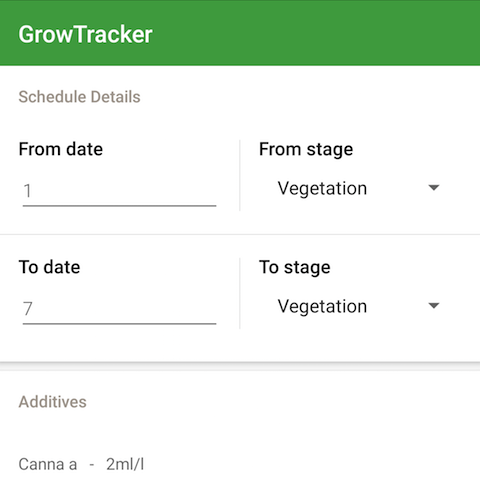 GrowTracker
Schedule Details
From date
From stage
1
Vegetation
To date
To stage
7
Vegetation
Additives
Canna a - 2ml/l